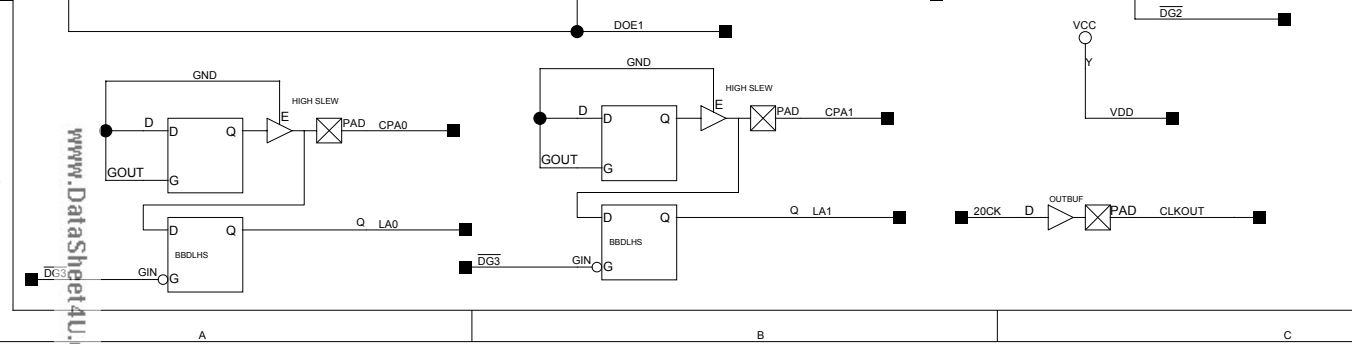 DOE1
DG2
VCC
Y
VDD
GND
HIGH SLEW
E
D
D
Q
PAD
CPA0
GOUT
G
GND
HIGH SLEW
E
D
D
Q
PAD
CPA1
GOUT
G
D
Q
Q
LA0
BBDLHS
DG3
GIN
G
D
Q
Q
LA1
BBDLHS
DG3
GIN
G
20CK
D
OUTBUF
PAD
CLKOUT
A
B
C
www.DataSheet4U.